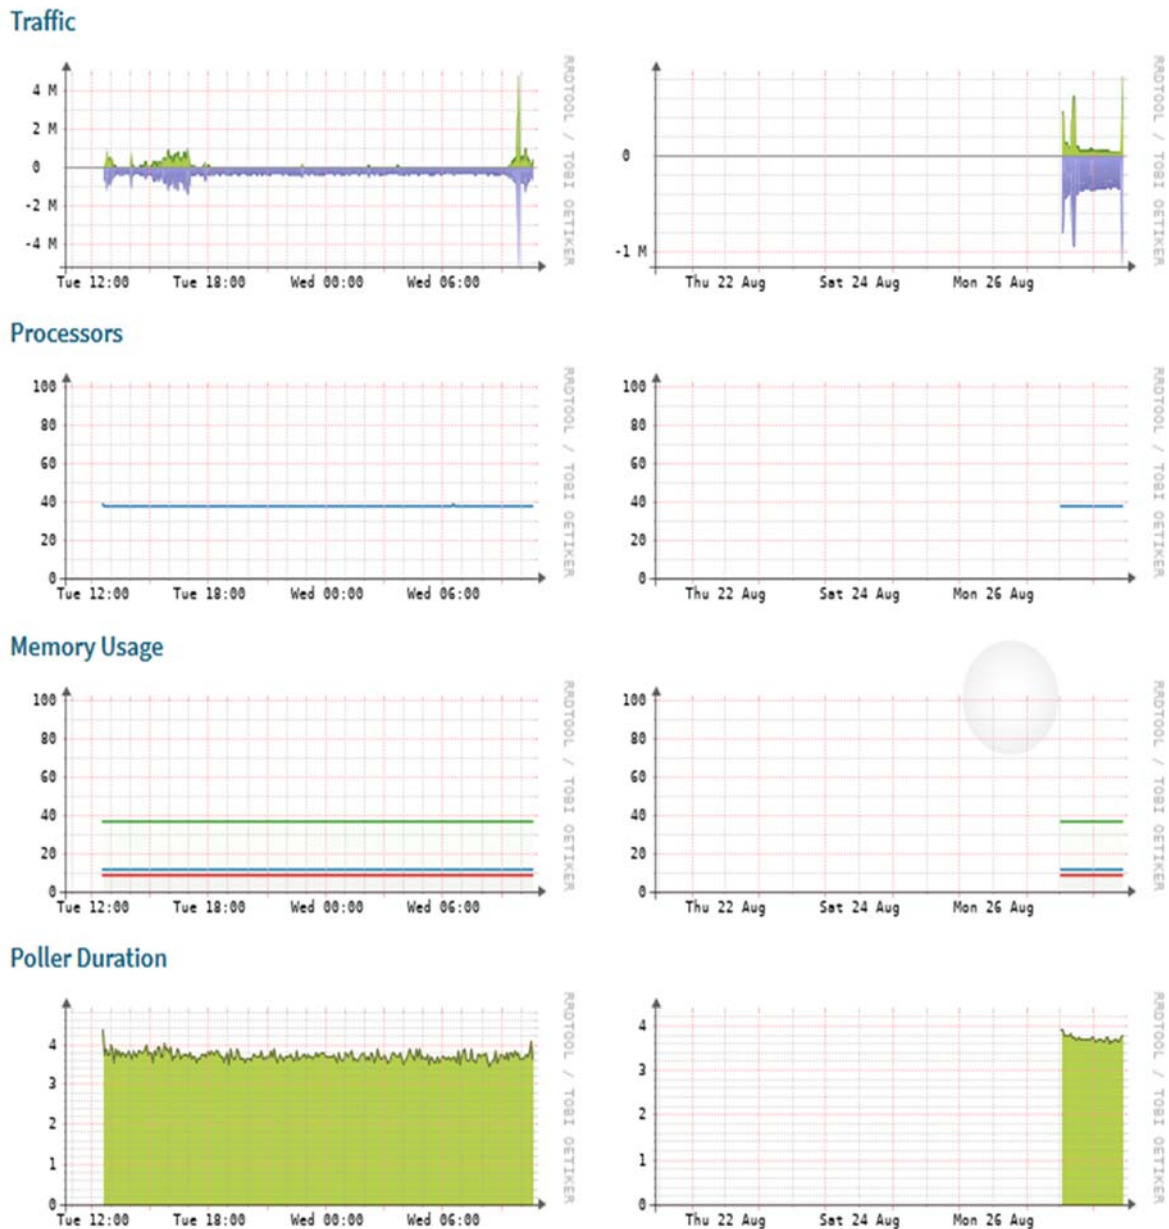 Traffic
4 M
2 M
0
-2 M
-4 M
Tue 12:00 Tue 18:00 Wed 00:00 Wed 06:00
RRDTOOL / TOBI OETIKER
0
-1 M
Thu 22 Aug Sat 24 Aug Mon 26 Aug
RRDTOOL / TOBI OETIKER
Processors
100
80
60
40
20
0
Tue 12:00 Tue 18:00 Wed 00:00 Wed 06:00
RRDTOOL / TOBI OETIKER
100
80
60
40
20
0
Thu 22 Aug Sat 24 Aug Mon 26 Aug
RRDTOOL / TOBI OETIKER
Memory Usage
100
80
60
40
20
0
Tue 12:00 Tue 18:00 Wed 00:00 Wed 06:00
RRDTOOL / TOBI OETIKER
100
80
60
40
20
0
Thu 22 Aug Sat 24 Aug Mon 26 Aug
RRDTOOL / TOBI OETIKER
Poller Duration
4
3
2
1
0
Tue 12:00 Tue 18:00 Wed 00:00 Wed 06:00
RRDTOOL / TOBI OETIKER
4
3
2
1
0
Thu 22 Aug Sat 24 Aug Mon 26 Aug
RRDTOOL / TOBI OETIKER